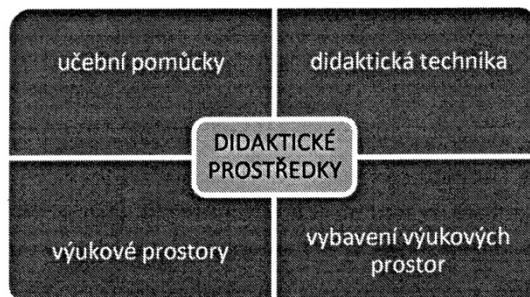 učební pomůcky
didaktická technika
DIDAKTICKÉ
PROSTŘEDKY
výukové prostory
vybavení výukových
prostor